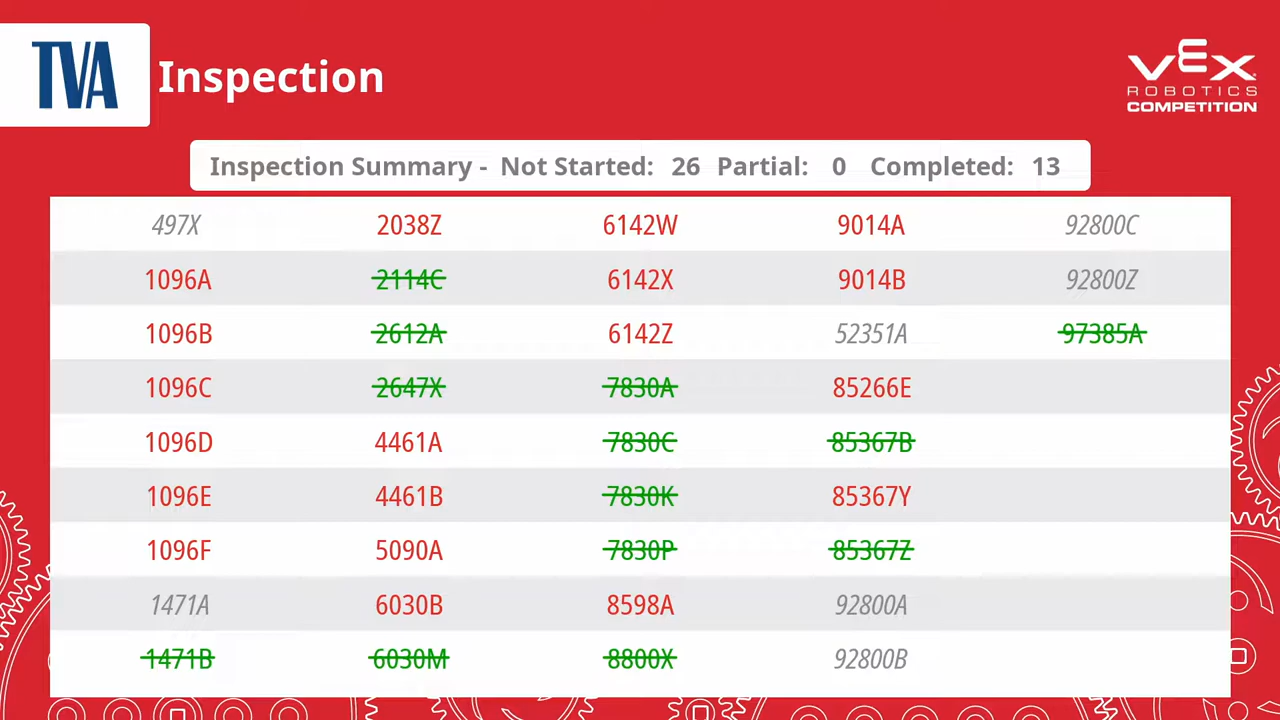 TVA
Inspection
VEX
ROBOTICS
COMPETITION
Inspection Summary - Not Started: 26 Partial: 0 Completed: 13
497X 2038Z 6142W 9014A 92800C
1096A 2114C 6142X 9014B 92800Z
1096B 2612A 6142Z 52351A 97385A
1096C 2647X 7830A 85266E
1096D 4461A 7830C 85367B
1096E 4461B 7830K 85367Y
1096F 5090A 7830P 85367Z
1471A 6030B 8598A 92800A
1471B 6030M 8800X 92800B